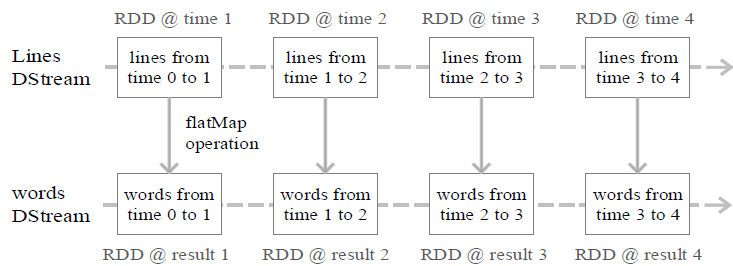 RDD @ time 1
RDD @ time 2
RDD @ time 3
RDD @ time 4
Lines
DStream
lines from
time 0 to 1
lines from
time 1 to 2
lines from
time 2 to 3
lines from
time 3 to 4
flatMap
operation
words
DStream
words from
time 0 to 1
words from
time 1 to 2
words from
time 2 to 3
words from
time 3 to 4
RDD @ result 1
RDD @ result 2
RDD @ result 3
RDD @ result 4